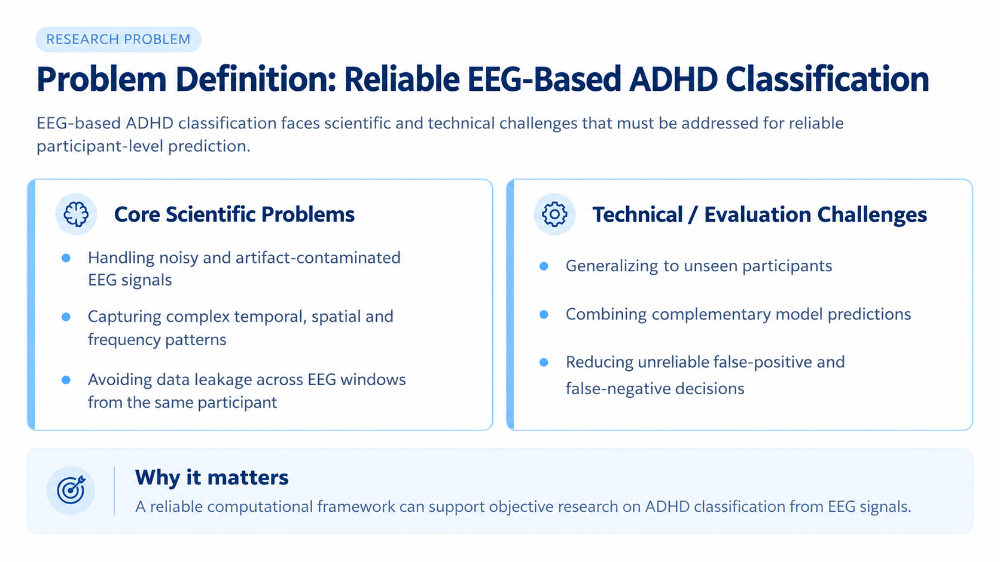 RESEARCH PROBLEM
Problem Definition: Reliable EEG-Based ADHD Classification
EEG-based ADHD classification faces scientific and technical challenges that must be addressed for reliable
participant-level prediction.
Core Scientific Problems
Handling noisy and artifact-contaminated
EEG signals
Capturing complex temporal, spatial and
frequency patterns
Avoiding data leakage across EEG windows
from the same participant
Technical / Evaluation Challenges
Generalizing to unseen participants
Combining complementary model predictions
Reducing unreliable false-positive and
false-negative decisions
Why it matters
A reliable computational framework can support objective research on ADHD classification from EEG signals.